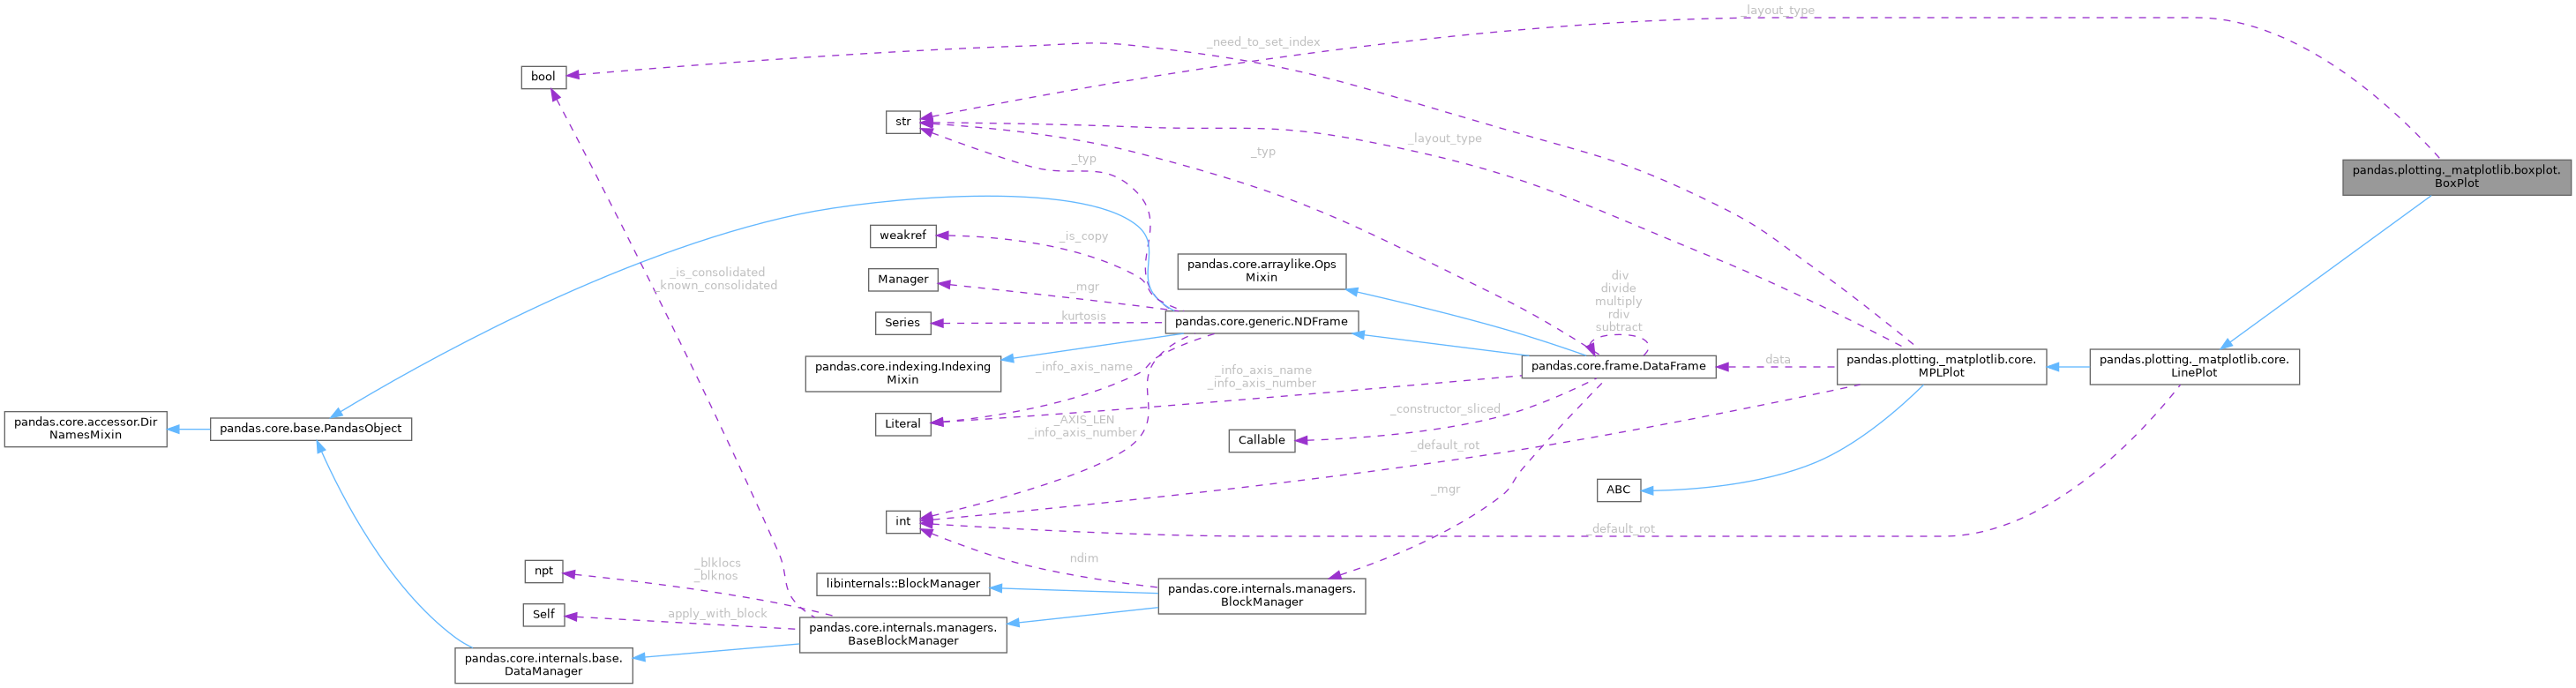 _layout_type
_need_to_set_index
bool
str
_layout_type
_typ
_typ
pandas.plotting._matplotlib.boxplot.
BoxPlot
weakref
_is_copy
pandas.core.arraylike.Ops
Mixin
_is_consolidated
_known_consolidated
Manager
_mgr
div
divide
multiply
rdiv
subtract
Series
kurtosis
pandas.core.generic.NDFrame
pandas.core.indexing.Indexing
Mixin
_info_axis_name
_info_axis_name
_info_axis_number
pandas.core.frame.DataFrame
data
pandas.plotting._matplotlib.core.
MPLPlot
pandas.plotting._matplotlib.core.
LinePlot
pandas.core.accessor.Dir
NamesMixin
pandas.core.base.PandasObject
Literal
_AXIS_LEN
_info_axis_number
_constructor_sliced
Callable
_default_rot
_mgr
ABC
int
_default_rot
ndim
npt
_blklocs
_blknos
libinternals::BlockManager
pandas.core.internals.managers.
BlockManager
Self
apply_with_block
pandas.core.internals.managers.
BaseBlockManager
pandas.core.internals.base.
DataManager